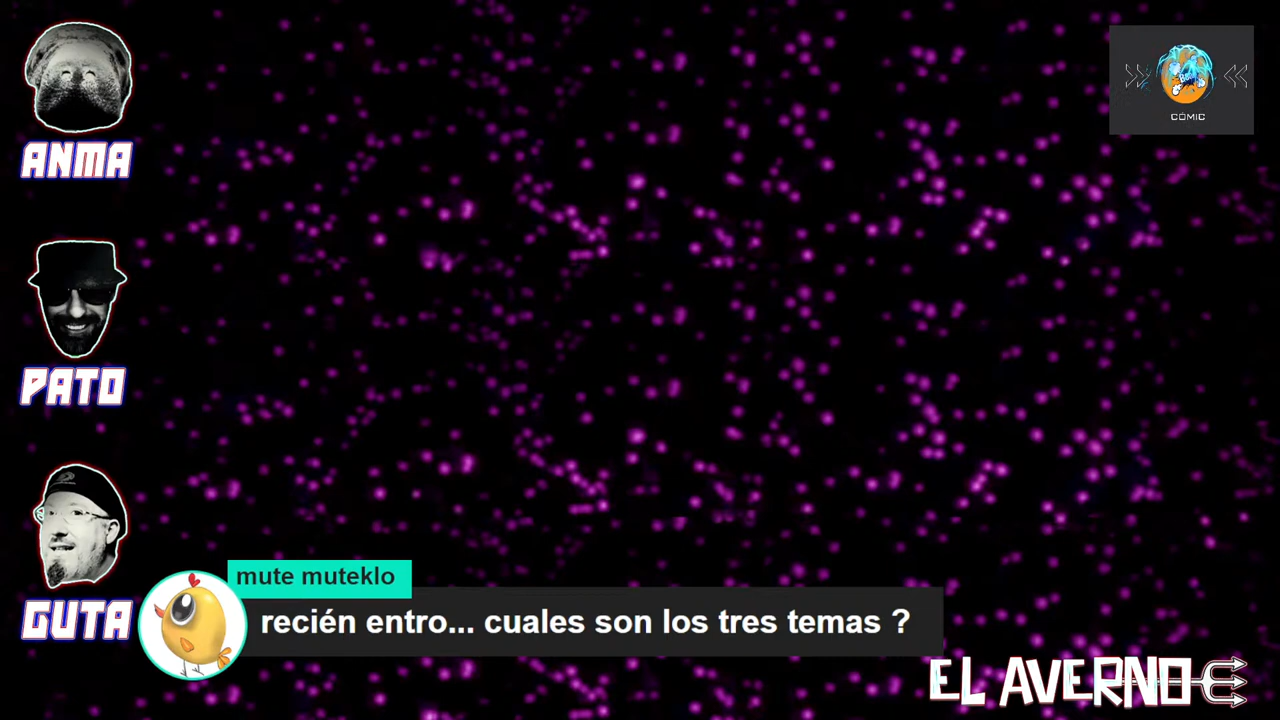 CÓMIC
ANMA
PATO
GUTA
mute muteklo
recién entro... cuales son los tres temas ?
EL AVERNO